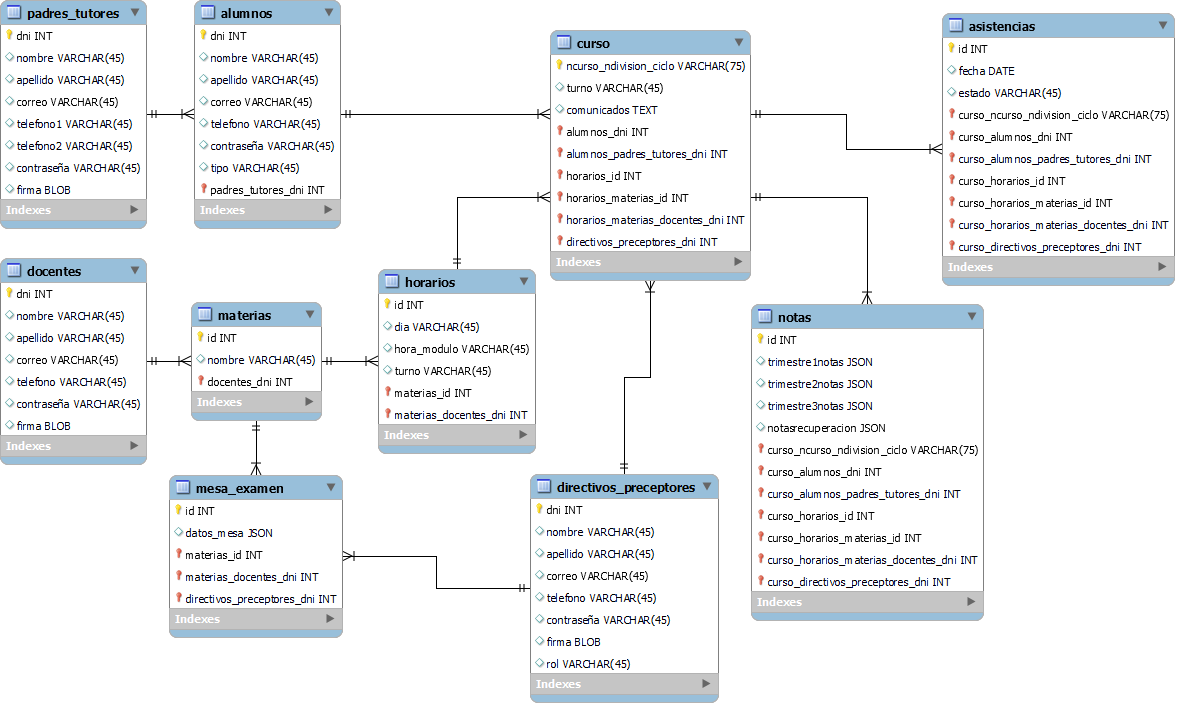 padres_tutores
dni INT
nombre VARCHAR(45)
apellido VARCHAR(45)
correo VARCHAR(45)
telefono1 VARCHAR(45)
telefono2 VARCHAR(45)
contraseña VARCHAR(45)
firma BLOB
Indexes
alumnos
dni INT
nombre VARCHAR(45)
apellido VARCHAR(45)
correo VARCHAR(45)
telefono VARCHAR(45)
contraseña VARCHAR(45)
tipo VARCHAR(45)
padres_tutores_dni INT
Indexes
curso
ncurso_ndivision_ciclo VARCHAR(75)
turno VARCHAR(45)
comunicados TEXT
alumnos_dni INT
alumnos_padres_tutores_dni INT
horarios_id INT
horarios_materias_id INT
horarios_materias_docentes_dni INT
directivos_preceptores_dni INT
Indexes
asistencias
id INT
fecha DATE
estado VARCHAR(45)
curso_ncurso_ndivision_ciclo VARCHAR(75)
curso_alumnos_dni INT
curso_alumnos_padres_tutores_dni INT
curso_horarios_id INT
curso_horarios_materias_id INT
curso_horarios_materias_docentes_dni INT
curso_directivos_preceptores_dni INT
Indexes
docentes
dni INT
nombre VARCHAR(45)
apellido VARCHAR(45)
correo VARCHAR(45)
telefono VARCHAR(45)
contraseña VARCHAR(45)
firma BLOB
Indexes
materias
id INT
nombre VARCHAR(45)
docentes_dni INT
Indexes
horarios
id INT
dia VARCHAR(45)
hora_modulo VARCHAR(45)
turno VARCHAR(45)
materias_id INT
materias_docentes_dni INT
Indexes
notas
id INT
trimestre1notas JSON
trimestre2notas JSON
trimestre3notas JSON
notasrecuperacion JSON
curso_ncurso_ndivision_ciclo VARCHAR(75)
curso_alumnos_dni INT
curso_alumnos_padres_tutores_dni INT
curso_horarios_id INT
curso_horarios_materias_id INT
curso_horarios_materias_docentes_dni INT
curso_directivos_preceptores_dni INT
Indexes
mesa_examen
id INT
datos_mesa JSON
materias_id INT
materias_docentes_dni INT
directivos_preceptores_dni INT
Indexes
directivos_preceptores
dni INT
nombre VARCHAR(45)
apellido VARCHAR(45)
correo VARCHAR(45)
telefono VARCHAR(45)
contraseña VARCHAR(45)
firma BLOB
rol VARCHAR(45)
Indexes